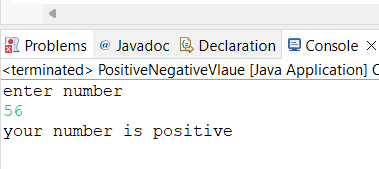 Problems @ Javadoc Declaration Console
<terminated> PositiveNegativeVlaue [Java Application] C
enter number
56
your number is positive